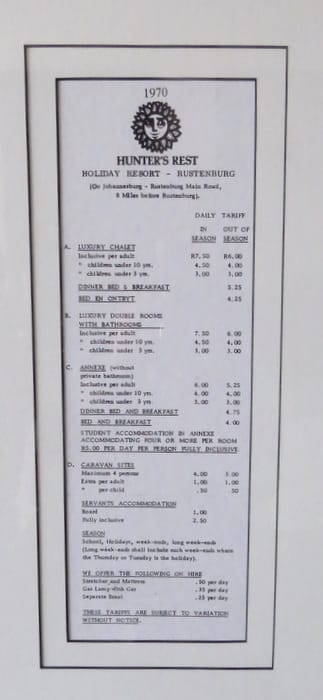 1970
HUNTER'S REST
HOLIDAY RESORT - RUSTENBURG
(On Johannesburg - Rustenburg Main Road,
8 Miles before Rustenburg).
DAILY TARIFF
IN OUT OF
SEASON SEASON
A. LUXURY CHALET
Inclusive per adult R7.50 R6.00
" children under 10 yrs. 4.50 4.00
" children under 3 yrs. 3.00 3.00
DINNER BED & BREAKFAST 5.25
BED EN ONTBYT 4.25
B. LUXURY DOUBLE ROOMS
WITH BATHROOMS
Inclusive per adult 7.50 6.00
" children under 10 yrs. 4.50 4.00
" children under 3 yrs. 3.00 3.00
C. ANNEXE (without
private bathroom)
Inclusive per adult 6.00 5.25
" children under 10 yrs. 4.00 4.00
" children under 3 yrs 3.00 3.00
DINNER BED AND BREAKFAST 4.75
BED AND BREAKFAST 4.00
STUDENT ACCOMMODATION IN ANNEXE
ACCOMMODATING FOUR OR MORE PER ROOM
R5.00 PER DAY PER PERSON FULLY INCLUSIVE.
D. CARAVAN SITES
Maximum 4 persons 4.00 3.00
Extra per adult 1.00 1.00
" per child .50 50
SERVANTS ACCOMMODATION
Board 1.00
Fully inclusive 2.50
SEASON
School, Holidays, week-ends, long week-ends
(Long week-ends shall include each week-ends where
the Thursday or Tuesday is the holiday).
WE OFFER THE FOLLOWING ON HIRE
Stretcher and Mattress .50 per day
Gas Lamp .35 per day
Separate Braai .25 per day
THESE TARIFFS ARE SUBJECT TO VARIATION
WITHOUT NOTICE.